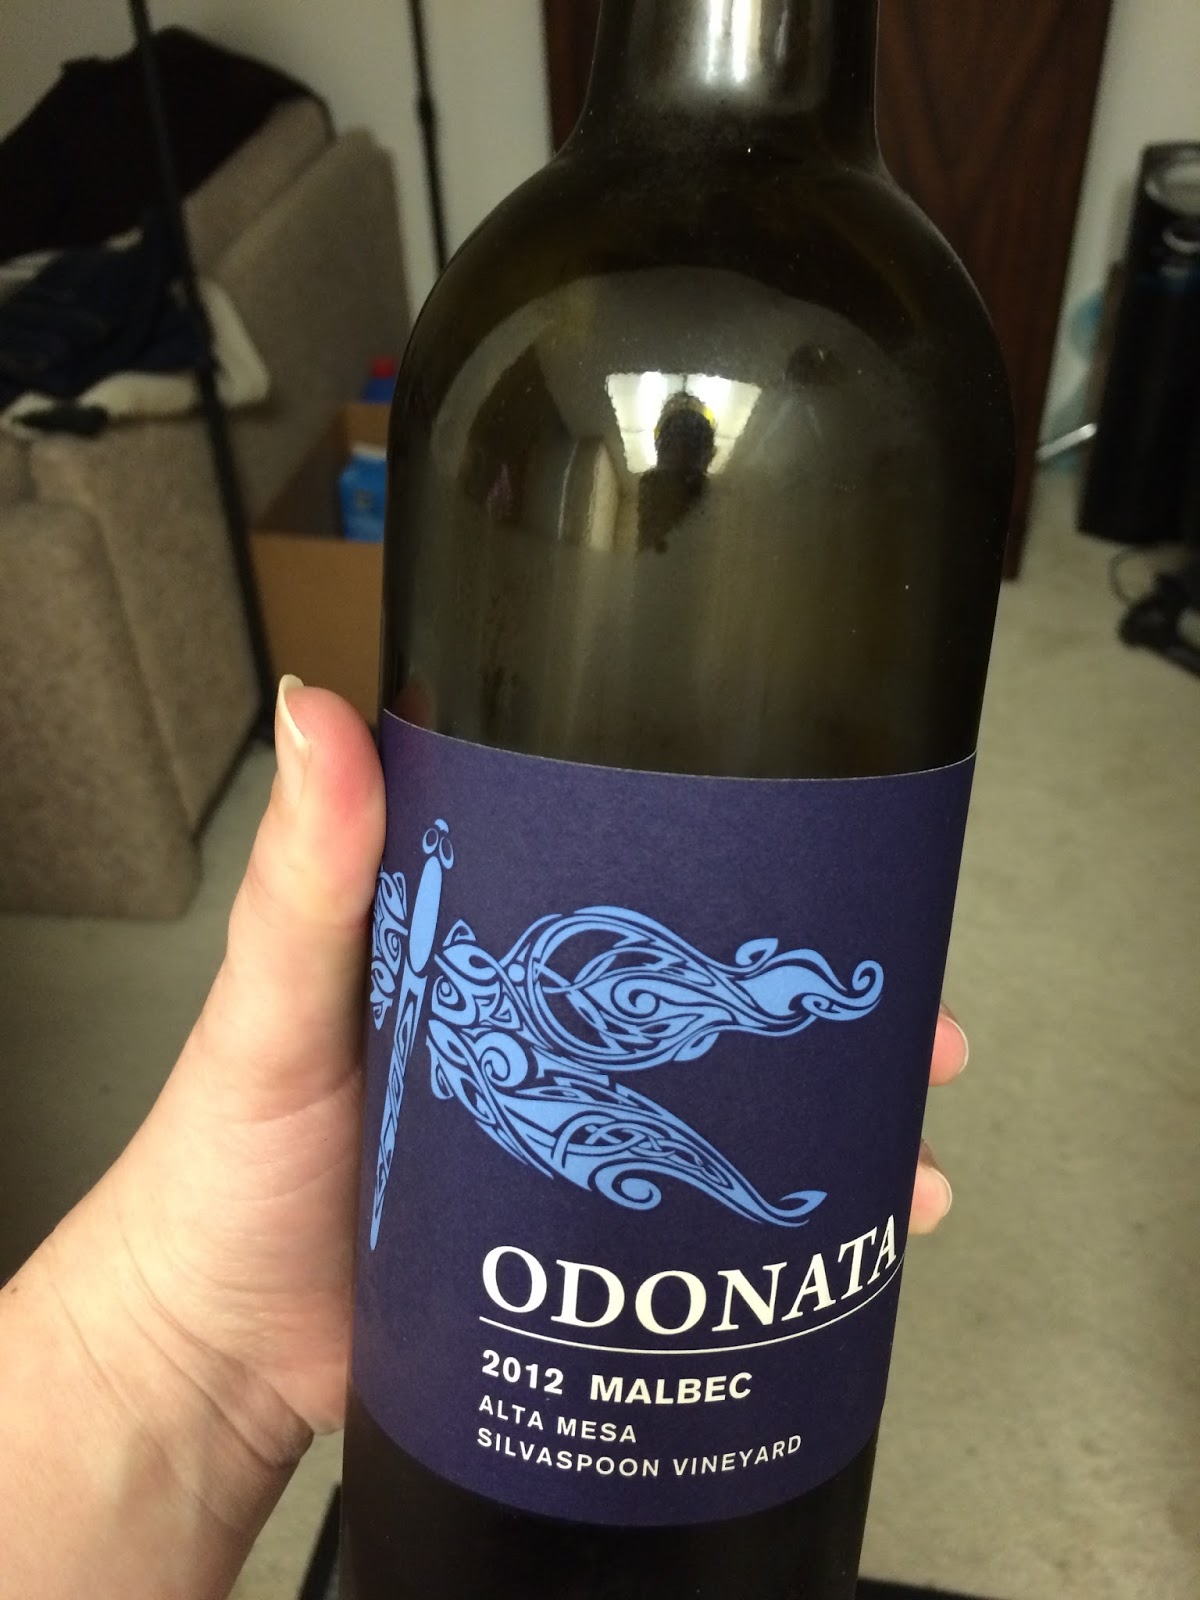 ODONATA
2012 MALBEC
ALTA MESA
SILVASPOON VINEYARD